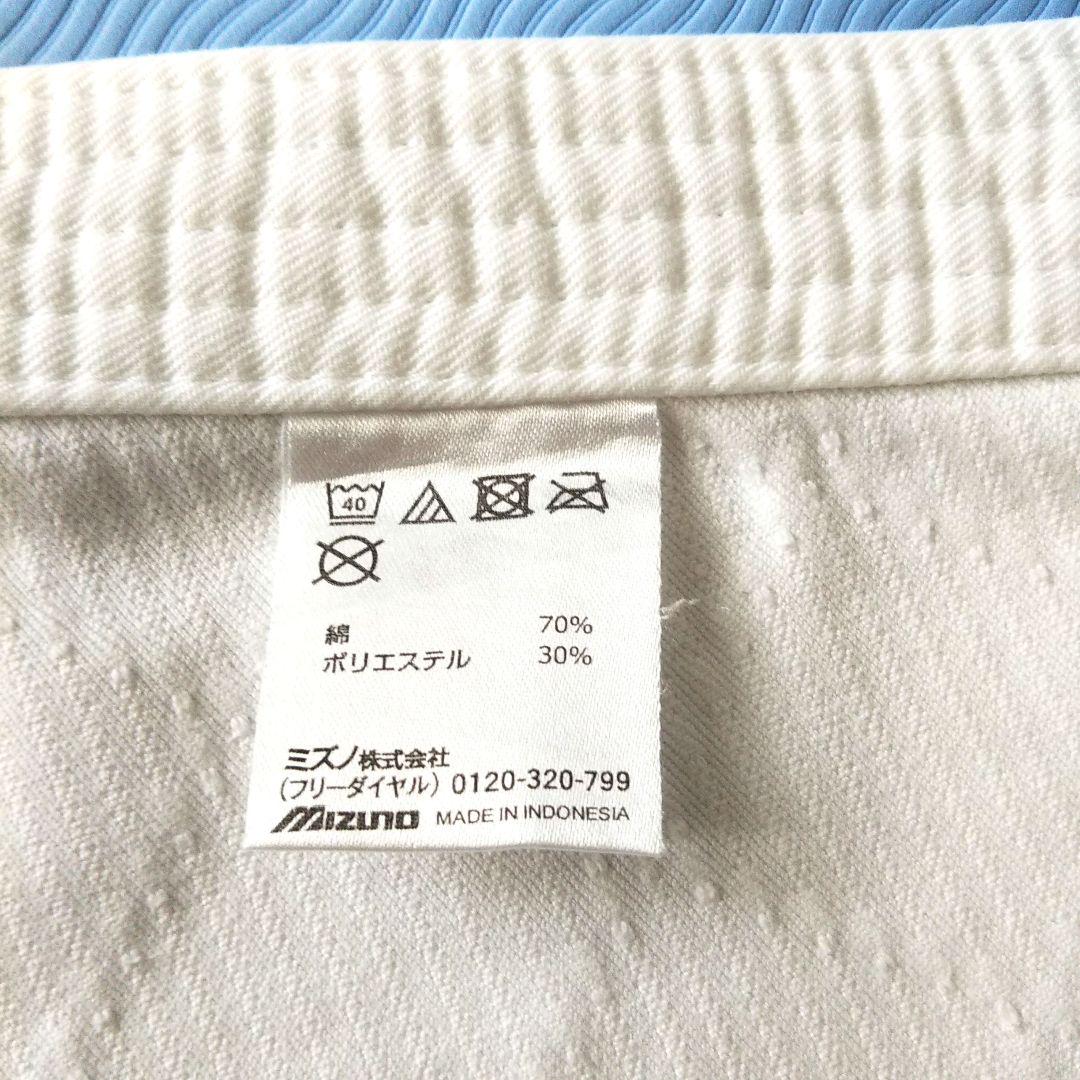 40
綿 70%
ポリエステル 30%
ミズノ株式会社
(フリーダイヤル) 0120-320-799
MIZUNO MADE IN INDONESIA